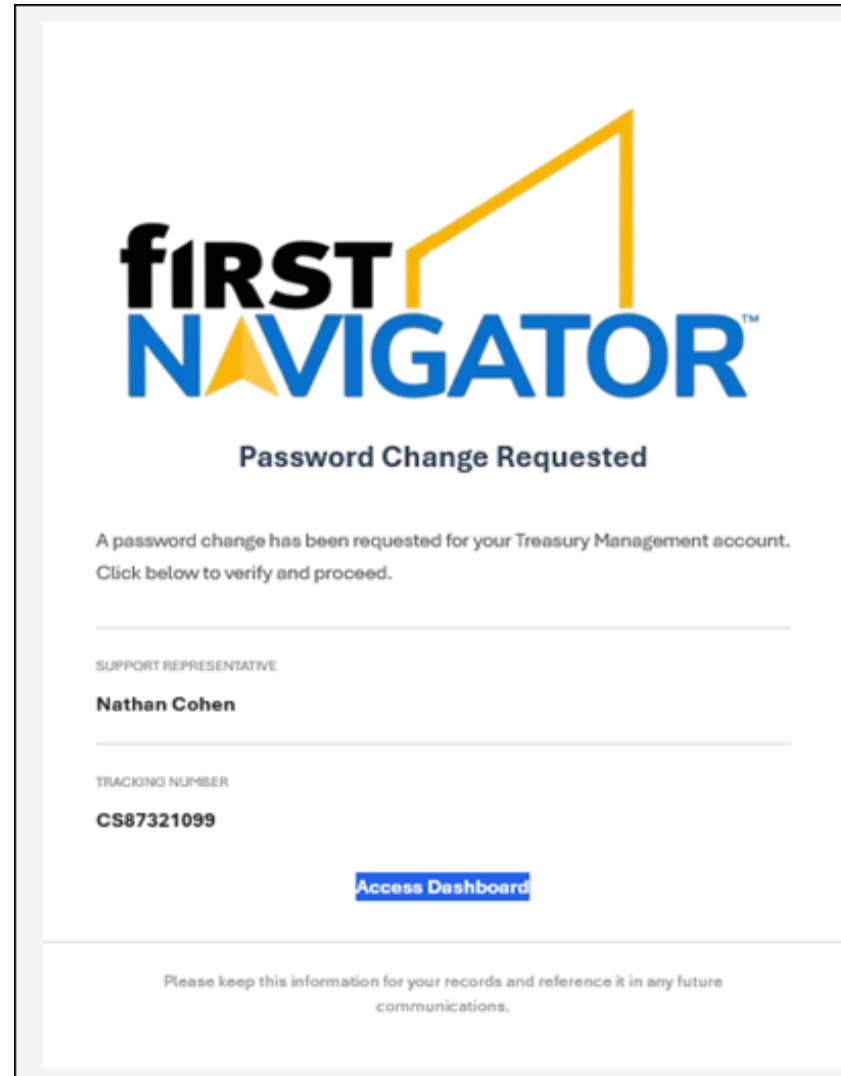 fIRST
NAVIGATOR™
Password Change Requested
A password change has been requested for your Treasury Management account.
Click below to verify and proceed.
SUPPORT REPRESENTATIVE
Nathan Cohen
TRACKING NUMBER
CS87321099
Access Dashboard
Please keep this information for your records and reference it in any future
communications.